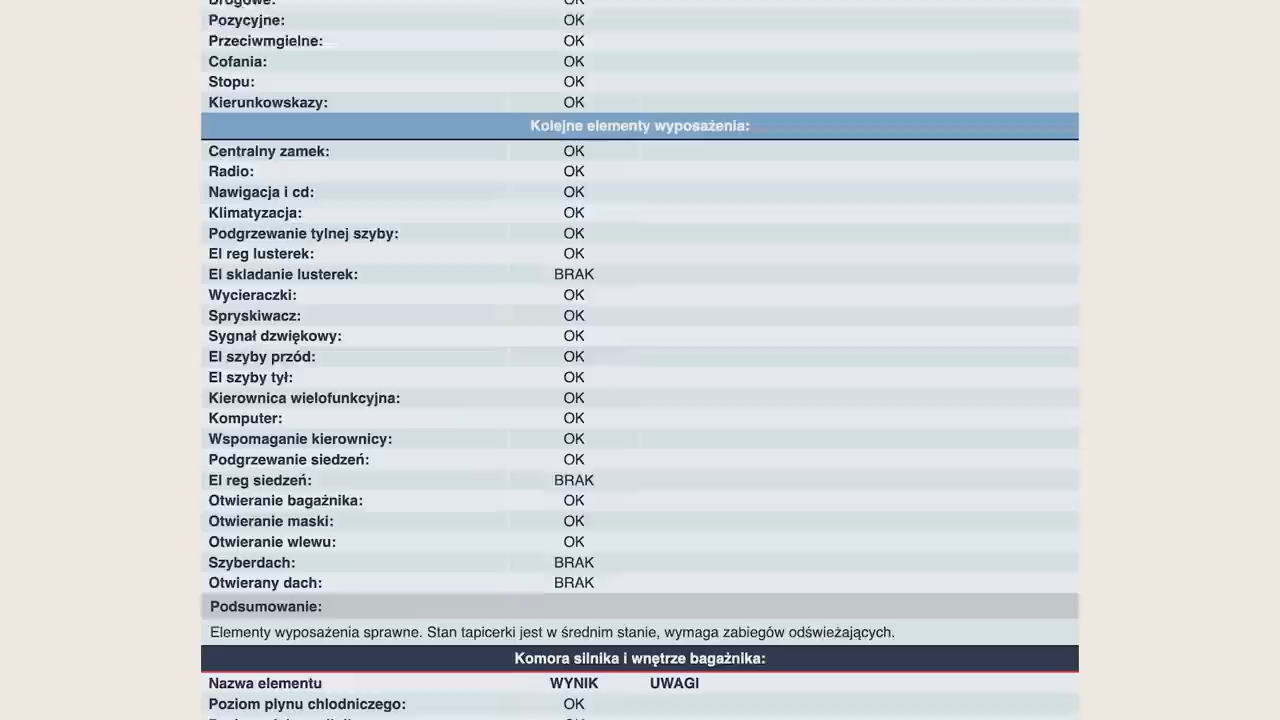 Drogowe: OK
Pozycyjne: OK
Przeciwmgielne: OK
Cofania: OK
Stopu: OK
Kierunkowskazy: OK
Kolejne elementy wyposażenia:
Centralny zamek: OK
Radio: OK
Nawigacja i cd: OK
Klimatyzacja: OK
Podgrzewanie tylnej szyby: OK
El reg lusterek: OK
El skladanie lusterek: BRAK
Wycieraczki: OK
Spryskiwacz: OK
Sygnał dzwiękowy: OK
El szyby przód: OK
El szyby tył: OK
Kierownica wielofunkcyjna: OK
Komputer: OK
Wspomaganie kierownicy: OK
Podgrzewanie siedzeń: OK
El reg siedzeń: BRAK
Otwieranie bagażnika: OK
Otwieranie maski: OK
Otwieranie wlewu: OK
Szyberdach: BRAK
Otwierany dach: BRAK
Podsumowanie:
Elementy wyposażenia sprawne. Stan tapicerki jest w średnim stanie, wymaga zabiegów odświeżających.
Komora silnika i wnętrze bagażnika:
Nazwa elementu WYNIK UWAGI
Poziom plynu chlodniczego: OK